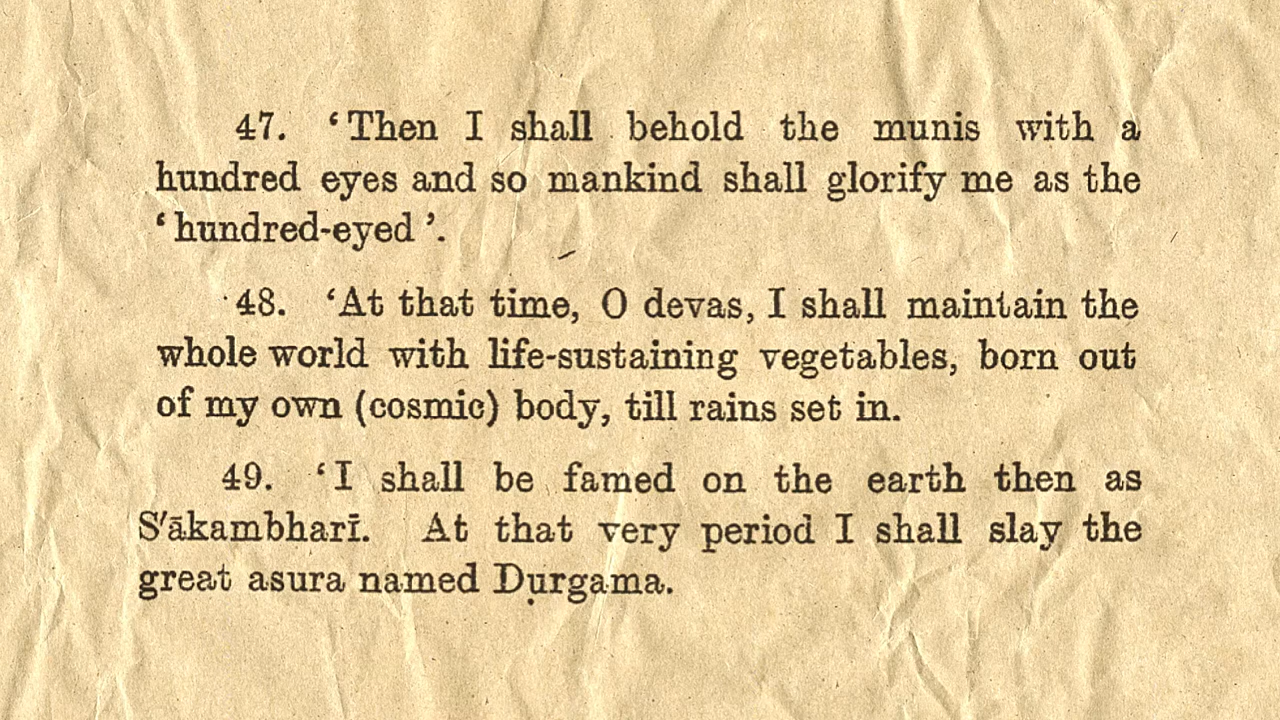 47. ‘Then I shall behold the munis with a
hundred eyes and so mankind shall glorify me as the
‘hundred-eyed’.
48. ‘At that time, O devas, I shall maintain the
whole world with life-sustaining vegetables, born out
of my own (cosmic) body, till rains set in.
49. ‘I shall be famed on the earth then as
S′ākambharī. At that very period I shall slay the
great asura named Dụrgama.